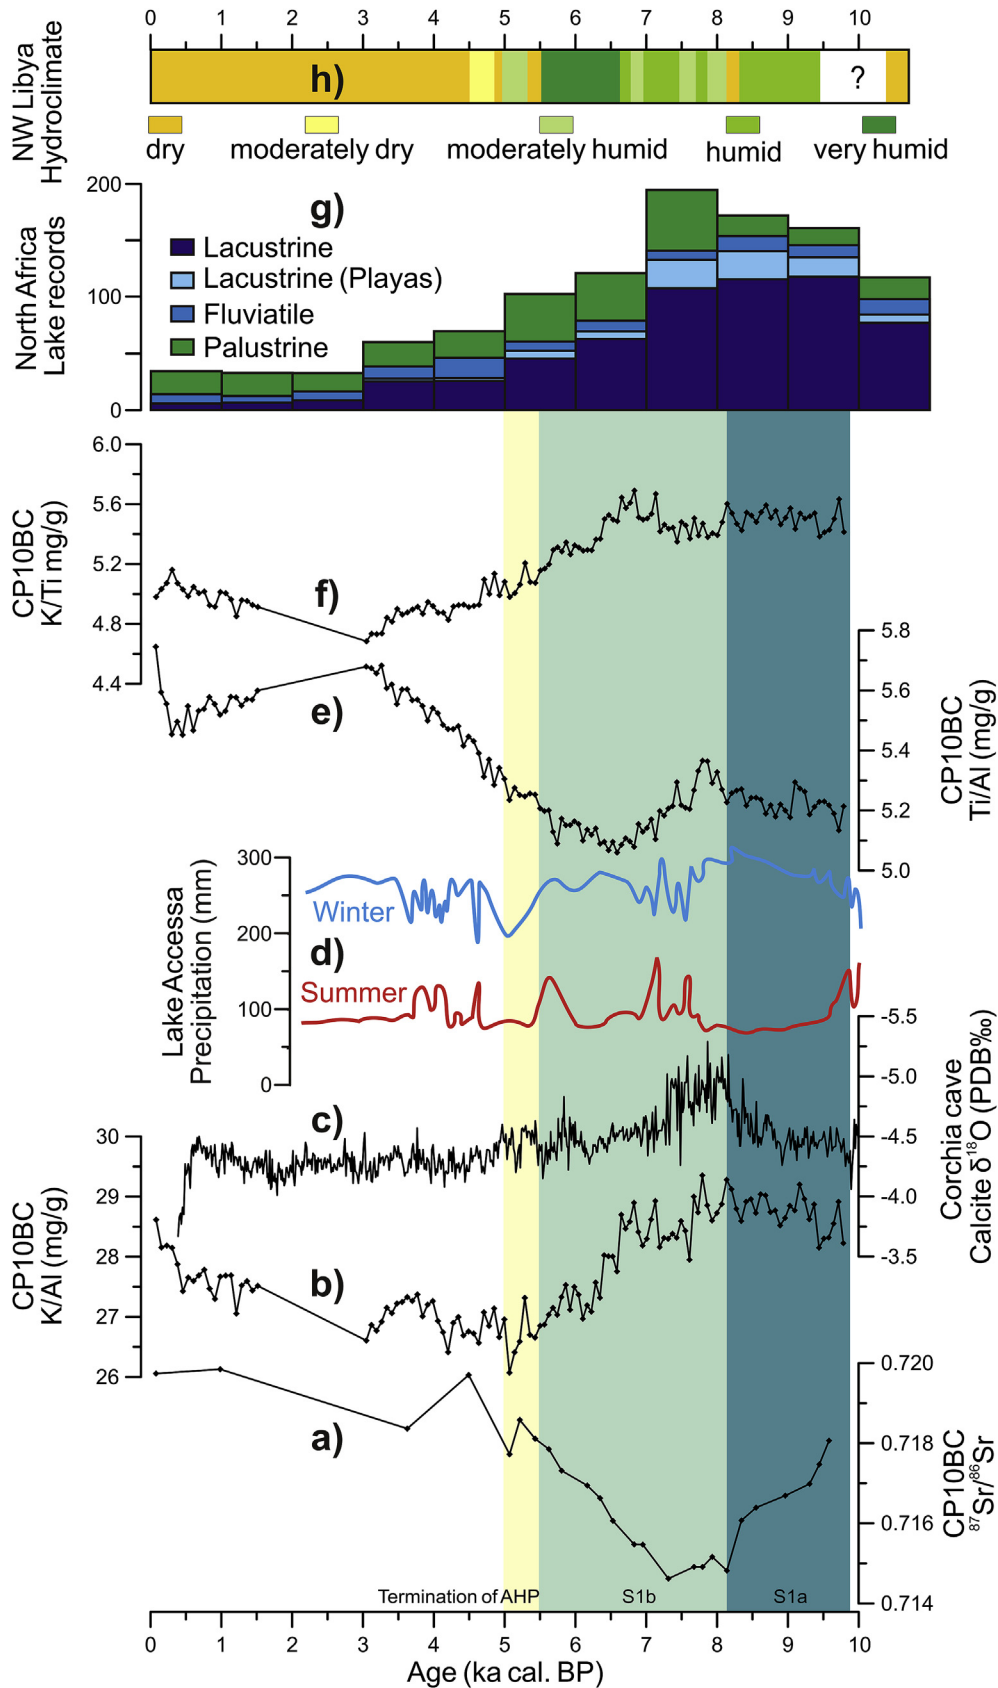 0 1 2 3 4 5 6 7 8 9 10
NW Libya
Hydroclimate
h)
?
dry
moderately dry
moderately humid
humid
very humid
North Africa
Lake records
200
100
0
g)
Lacustrine
Lacustrine (Playas)
Fluviatile
Palustrine
CP10BC
K/Ti mg/g)
6.0
5.6
5.2
4.8
4.4
f)
e)
5.8
5.6
5.4
5.2
5.0
CP10BC
Ti/Al (mg/g)
Lake Accessa
Precipitation (mm)
300
200
100
0
Winter
d)
Summer
c)
-5.5
-5.0
-4.5
-4.0
-3.5
Corchia cave
Calcite δ¹⁸O (PDB‰)
CP10BC
K/Al (mg/g)
30
29
28
27
26
b)
a)
0.720
0.718
0.716
0.714
CP10BC
⁸⁷Sr/⁸⁶Sr
Termination of AHP
S1b
S1a
0 1 2 3 4 5 6 7 8 9 10
Age (ka cal. BP)